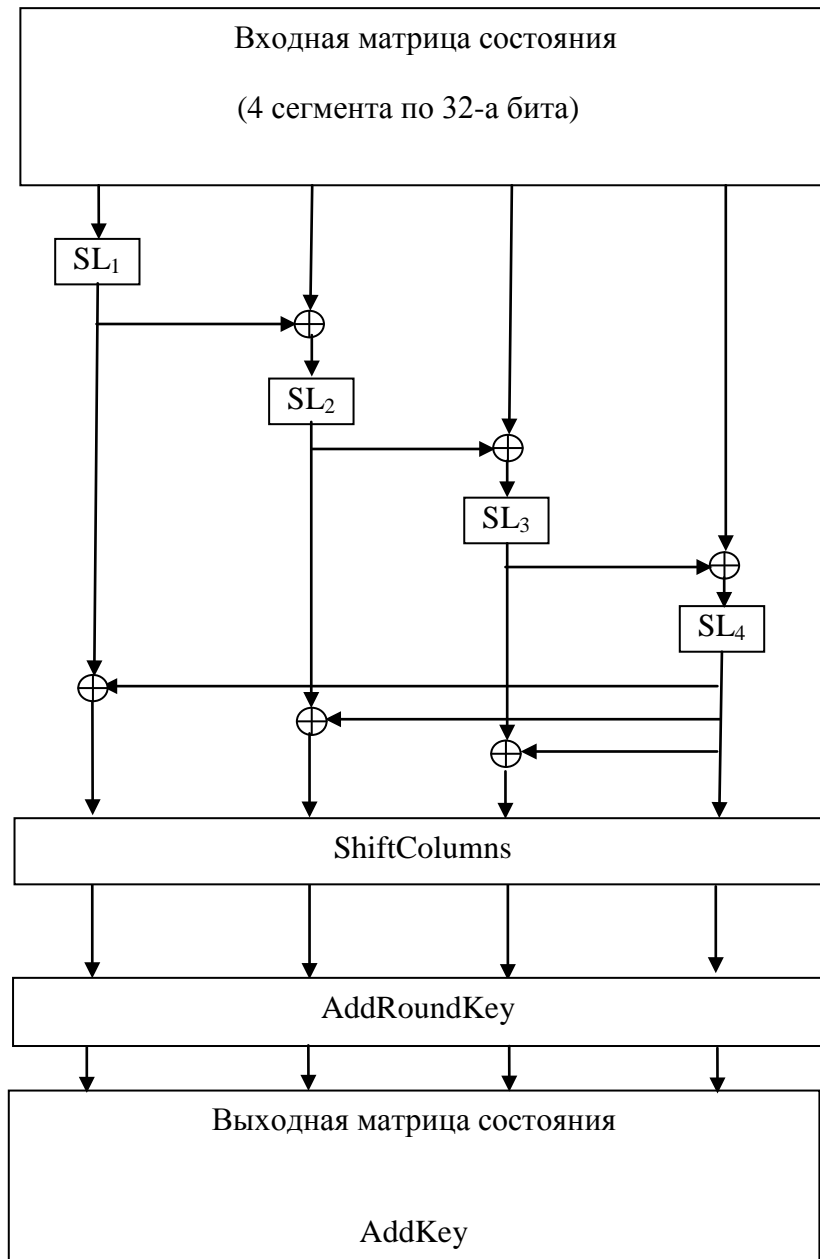 Входная матрица состояния
(4 сегмента по 32-а бита)
SL₁
SL₂
SL₃
SL₄
ShiftColumns
AddRoundKey
Выходная матрица состояния
AddKey